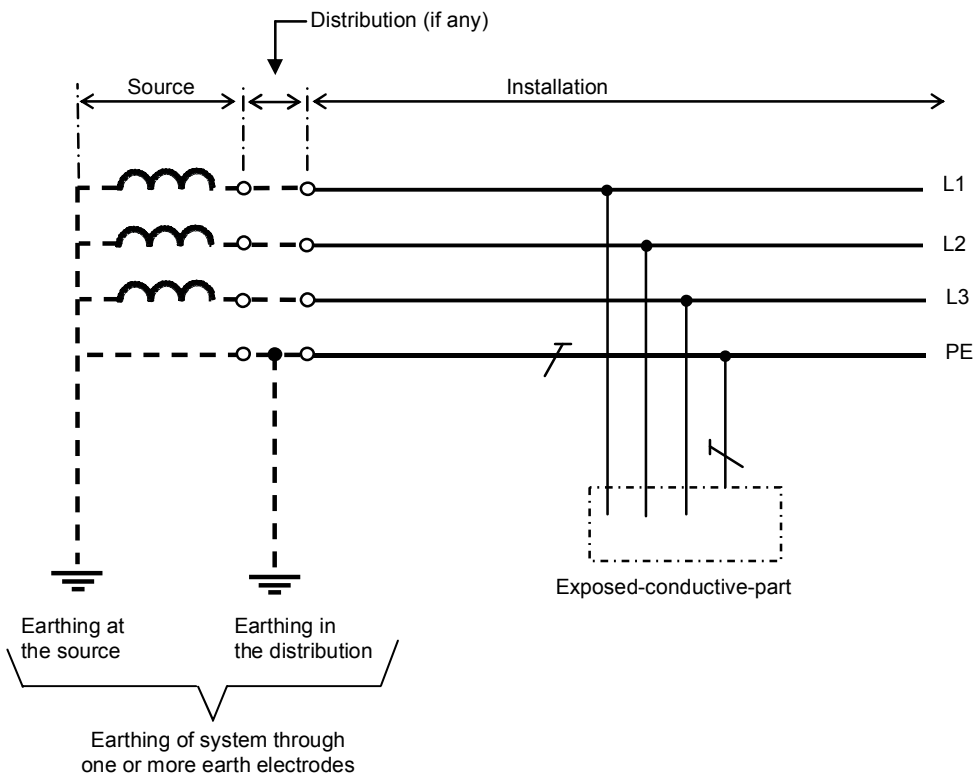 Distribution (if any)
Source
Installation
L1
L2
L3
PE
Exposed-conductive-part
Earthing at
the source
Earthing in
the distribution
Earthing of system through
one or more earth electrodes